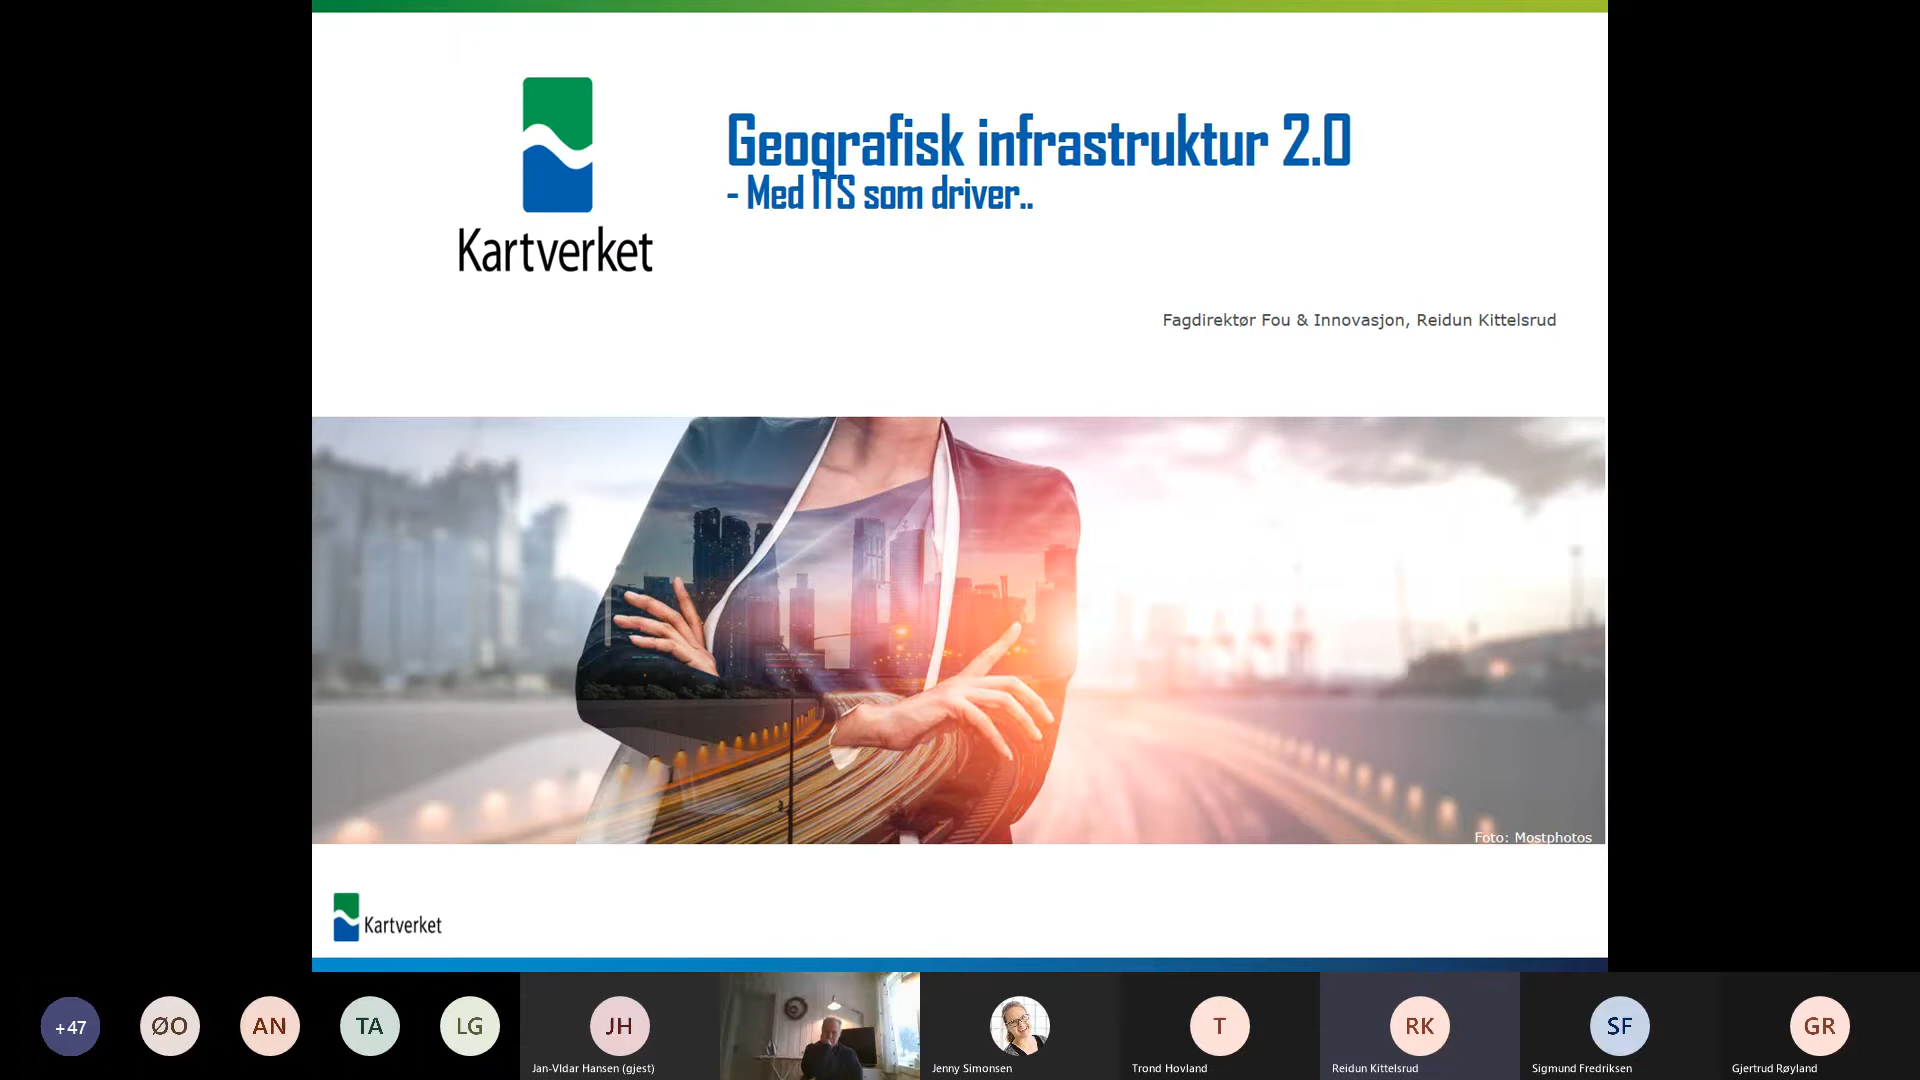 Kartverket
Geografisk infrastruktur 2.0
- Med ITS som driver..
Fagdirektør Fou & Innovasjon, Reidun Kittelsrud
Foto: Mostphotos
Kartverket
+47
ØO
AN
TA
LG
JH
T
RK
SF
GR
Jan-VIdar Hansen (gjest)
Jenny Simonsen
Trond Hovland
Reidun Kittelsrud
Sigmund Fredriksen
Gjertrud Røyland